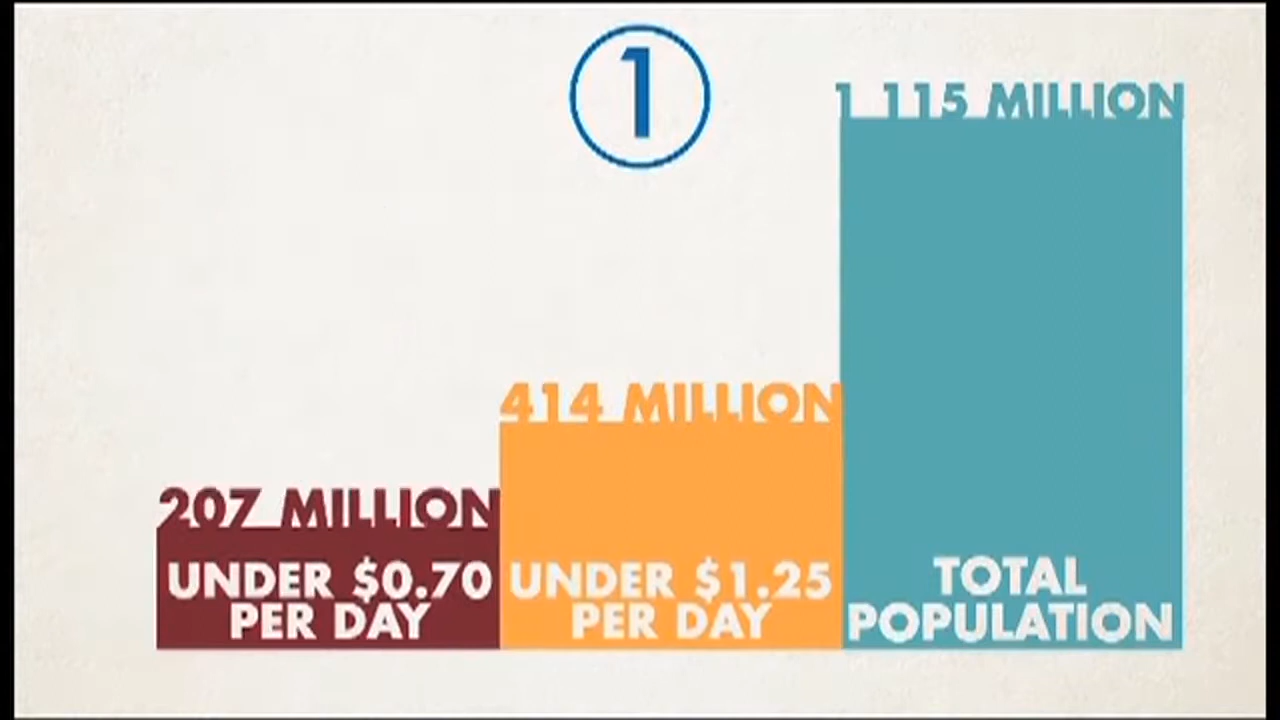 1
1 115 MILLION
414 MILLION
207 MILLION
UNDER $0.70
PER DAY
UNDER $1.25
PER DAY
TOTAL
POPULATION